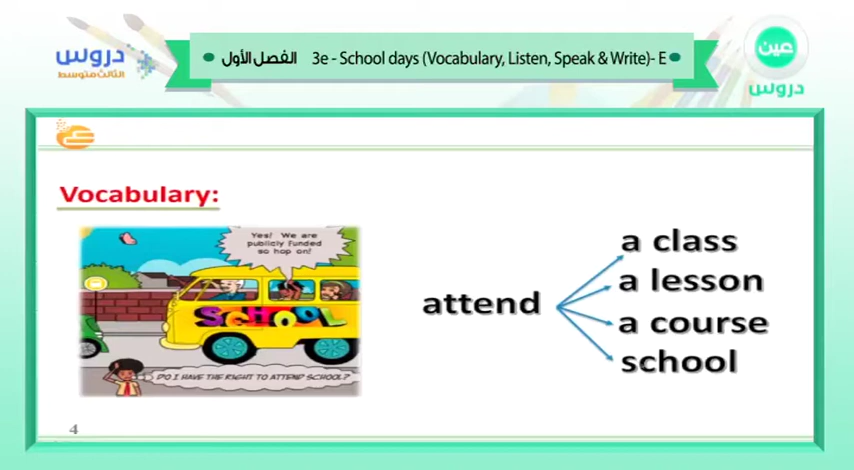 دروس
الثالث متوسط
3e - School days (Vocabulary, Listen, Speak & Write)- E الفصل الأول
عين
دروس
Vocabulary:
Yes! We are
publicly funded
so hop on!
SCHOOL
DO I HAVE THE RIGHT TO ATTEND SCHOOL?
attend
a class
a lesson
a course
school
4